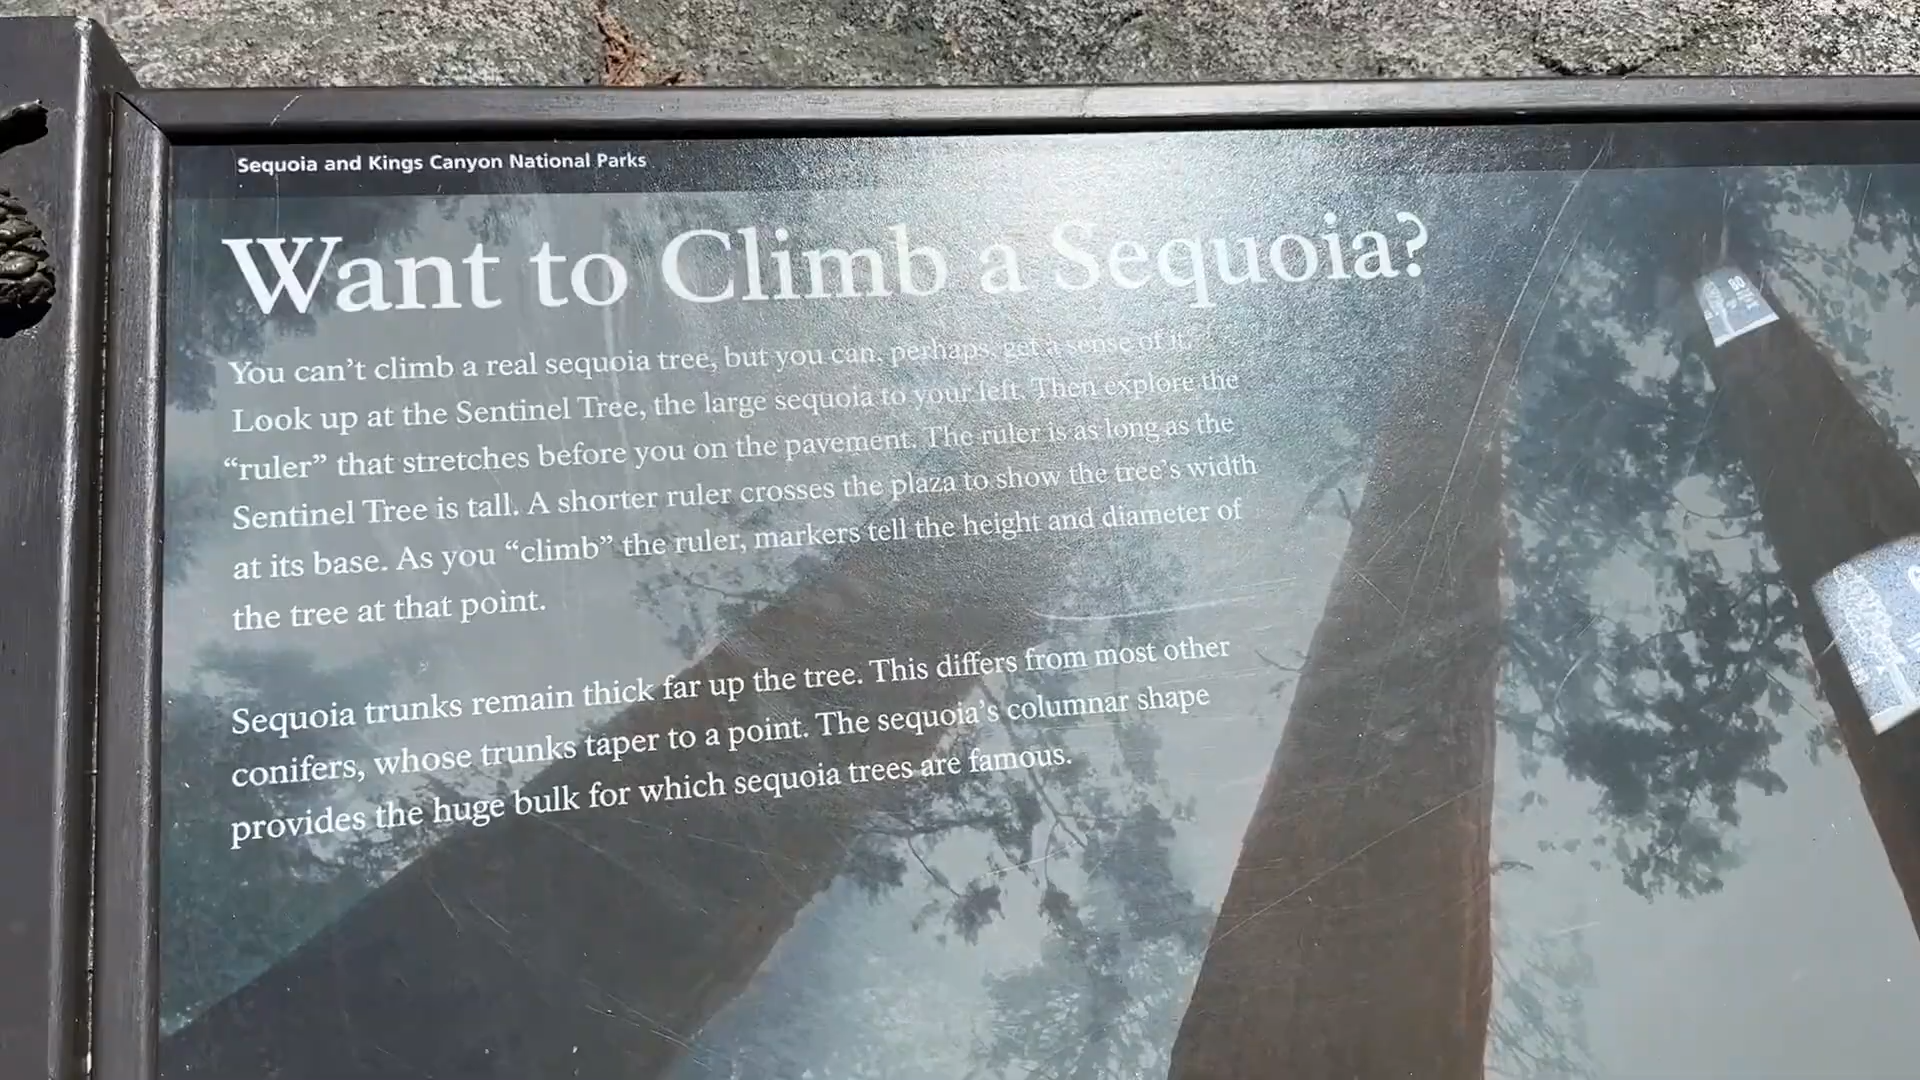 Sequoia and Kings Canyon National Parks
Want to Climb a Sequoia?
You can't climb a real sequoia tree, but you can, perhaps, get a sense of it.
Look up at the Sentinel Tree, the large sequoia to your left. Then explore the
“ruler” that stretches before you on the pavement. The ruler is as long as the
Sentinel Tree is tall. A shorter ruler crosses the plaza to show the tree's width
at its base. As you “climb” the ruler, markers tell the height and diameter of
the tree at that point.
Sequoia trunks remain thick far up the tree. This differs from most other
conifers, whose trunks taper to a point. The sequoia's columnar shape
provides the huge bulk for which sequoia trees are famous.